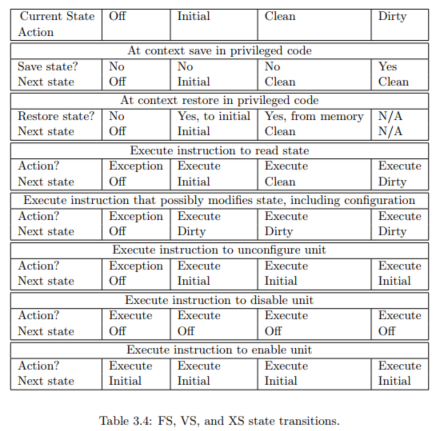 Current State Off Initial Clean Dirty
Action
At context save in privileged code
Save state? No No No Yes
Next state Off Initial Clean Clean
At context restore in privileged code
Restore state? No Yes, to initial Yes, from memory N/A
Next state Off Initial Clean N/A
Execute instruction to read state
Action? Exception Execute Execute Execute
Next state Off Initial Clean Dirty
Execute instruction that possibly modifies state, including configuration
Action? Exception Execute Execute Execute
Next state Off Dirty Dirty Dirty
Execute instruction to unconfigure unit
Action? Exception Execute Execute Execute
Next state Off Initial Initial Initial
Execute instruction to disable unit
Action? Execute Execute Execute Execute
Next state Off Off Off Off
Execute instruction to enable unit
Action? Execute Execute Execute Execute
Next state Initial Initial Initial Initial
Table 3.4: FS, VS, and XS state transitions.